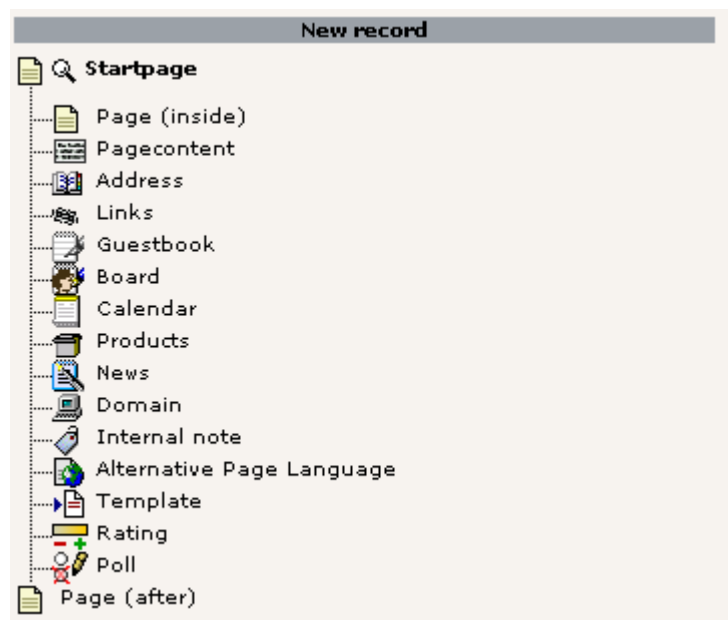 New record
Startpage
Page (inside)
Pagecontent
Address
Links
Guestbook
Board
Calendar
Products
News
Domain
Internal note
Alternative Page Language
Template
Rating
Poll
Page (after)